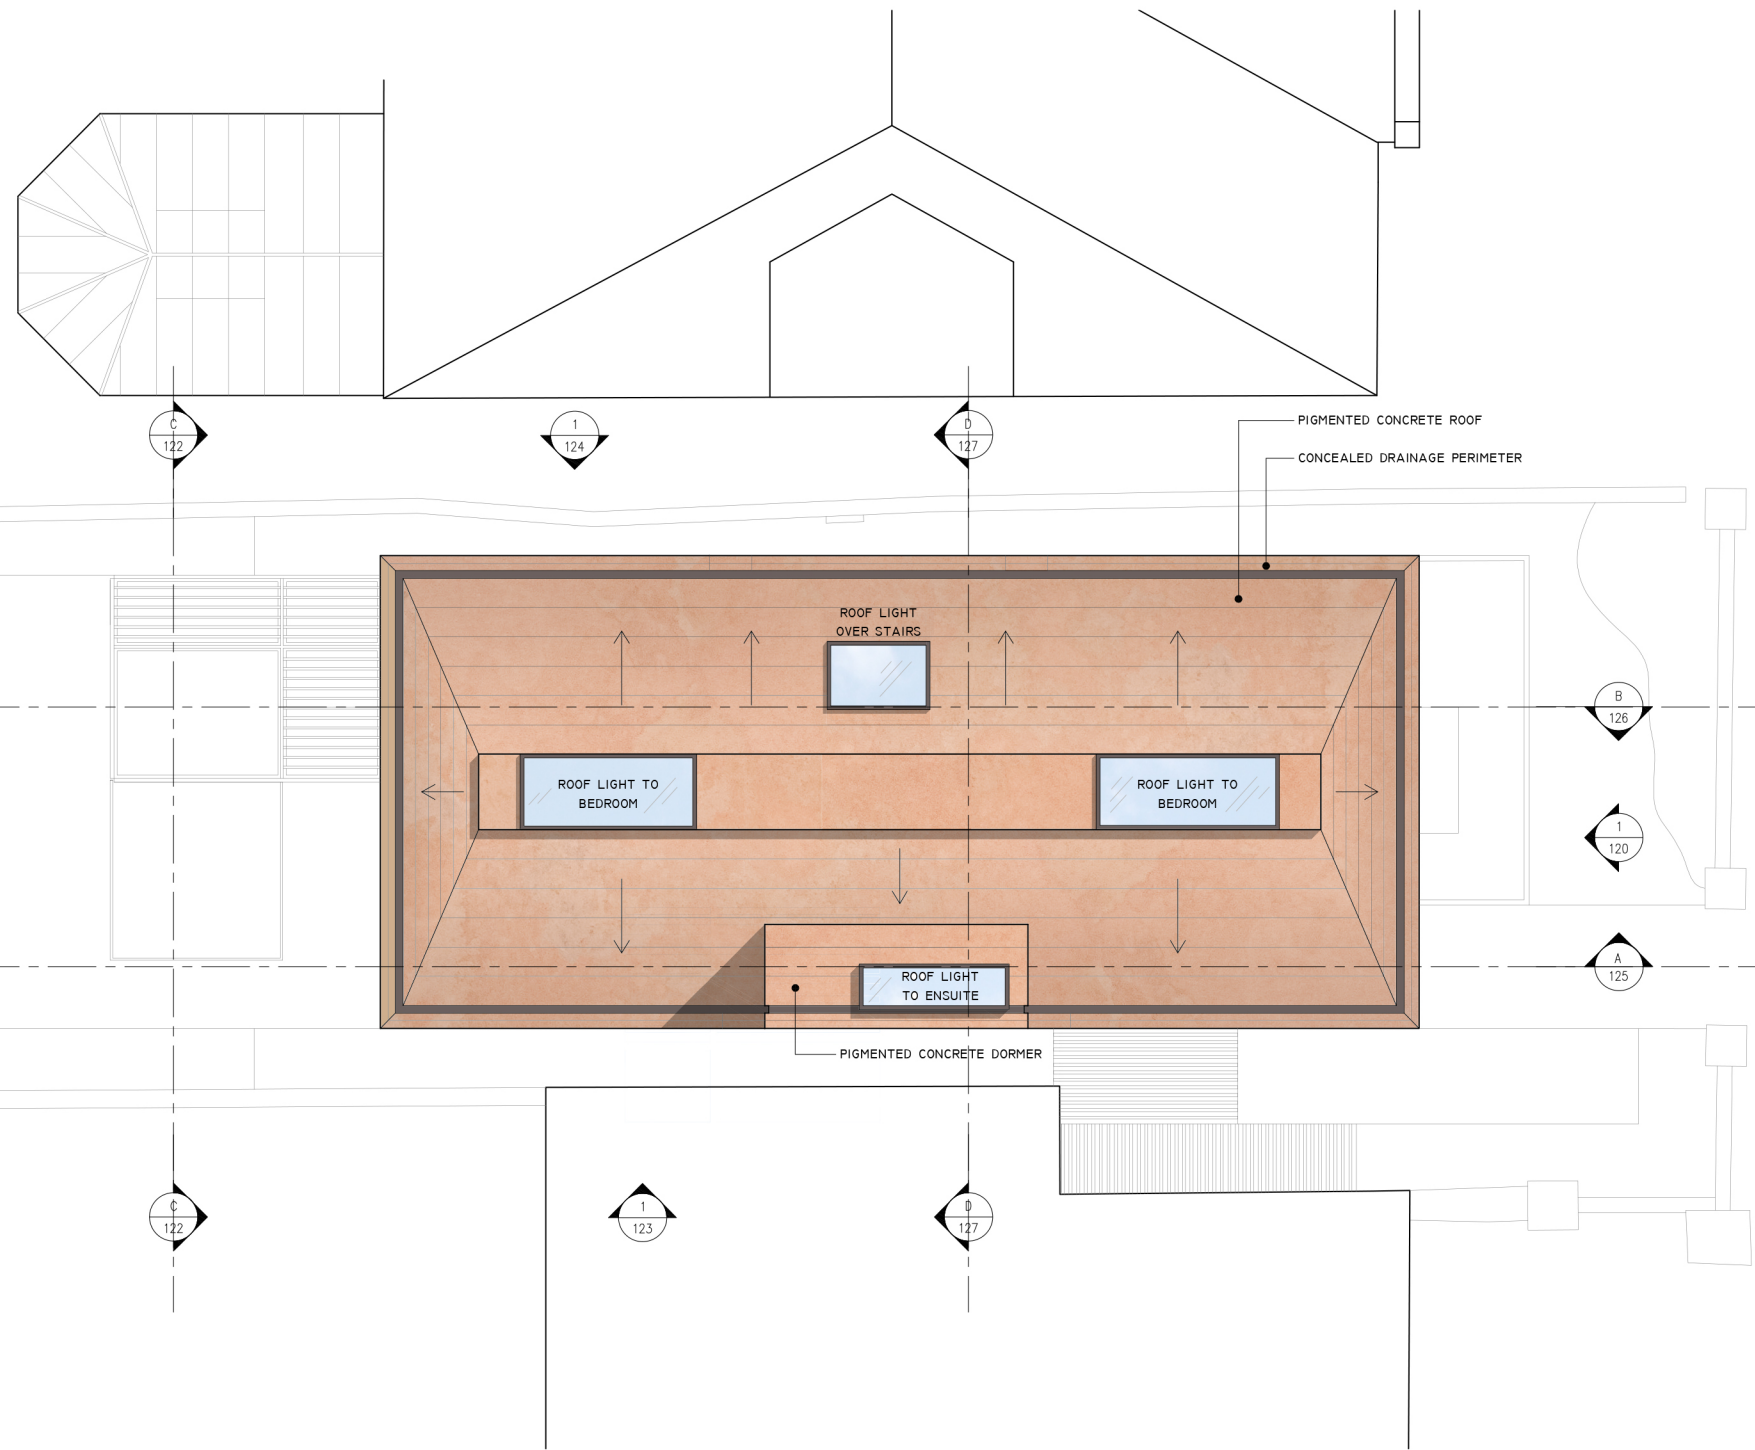 C
122
1
124
D
127
PIGMENTED CONCRETE ROOF
CONCEALED DRAINAGE PERIMETER
ROOF LIGHT
OVER STAIRS
B
126
ROOF LIGHT TO
BEDROOM
ROOF LIGHT TO
BEDROOM
1
120
A
125
ROOF LIGHT
TO ENSUITE
PIGMENTED CONCRETE DORMER
C
122
1
123
D
127